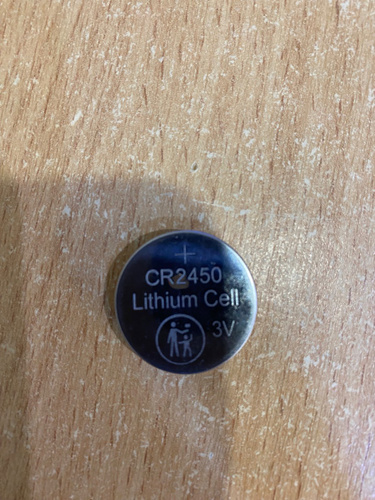 +
CR2450
Lithium Cell
3V